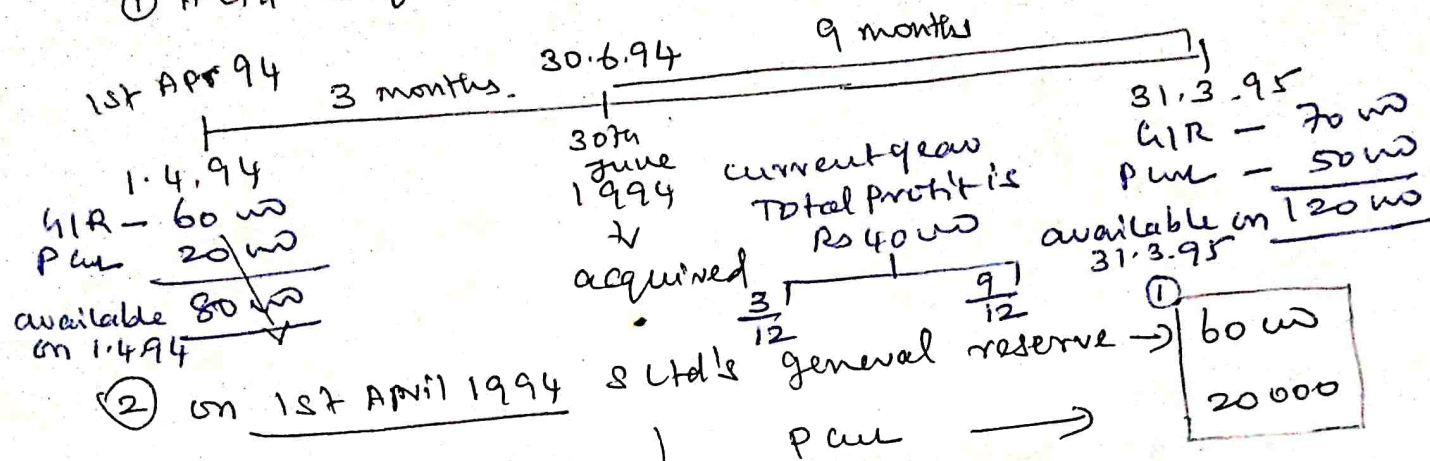 1st Apr 94 3 months. 30.6.94 9 months
1.4.94
G/R - 60 000
P &L 20 000
available 80 000
on 1.4.94
30th
June
1994
acquired
current year
Total profit is
Rs 40 000
3/12 9/12
31.3.95
G/R - 70 000
P &L - 50 000
available on 120 000
31.3.95
② on 1st April 1994 S Ltd's general reserve → ① 60 000
P &L → 20 000